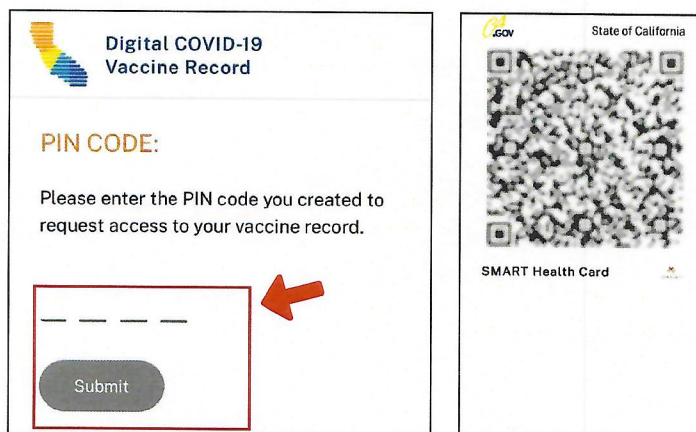 Digital COVID-19
Vaccine Record
PIN CODE:
Please enter the PIN code you created to
request access to your vaccine record.
Submit
.GOV
State of California
SMART Health Card